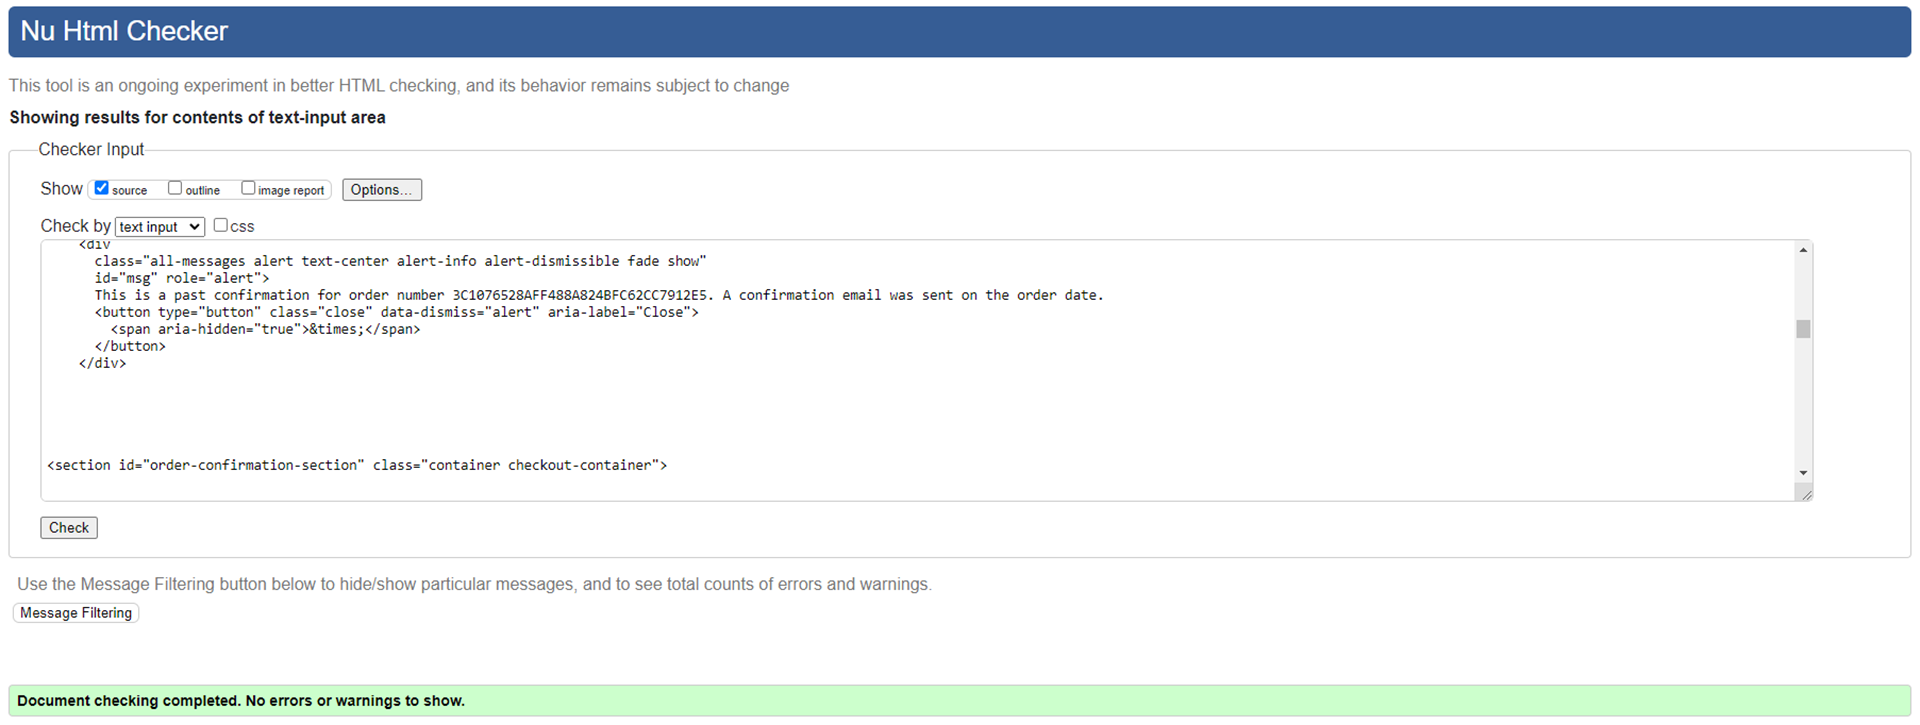 Nu Html Checker
This tool is an ongoing experiment in better HTML checking, and its behavior remains subject to change
Showing results for contents of text-input area
Checker Input
Show source outline image report Options...
Check by text input css
<div
class="all-messages alert text-center alert-info alert-dismissible fade show"
id="msg" role="alert">
This is a past confirmation for order number 3C1076528AFF488A824BFC62CC7912E5. A confirmation email was sent on the order date.
<button type="button" class="close" data-dismiss="alert" aria-label="Close">
<span aria-hidden="true">&times;</span>
</button>
</div>
<section id="order-confirmation-section" class="container checkout-container">
Check
Use the Message Filtering button below to hide/show particular messages, and to see total counts of errors and warnings.
Message Filtering
Document checking completed. No errors or warnings to show.